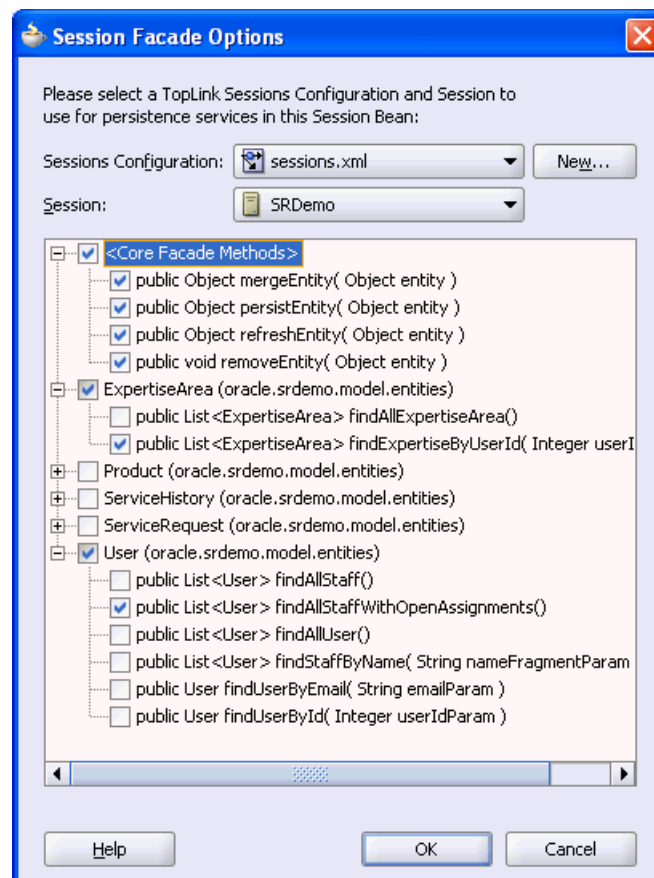 Session Facade Options
Please select a TopLink Sessions Configuration and Session to
use for persistence services in this Session Bean:
Sessions Configuration: sessions.xml New...
Session: SRDemo
<Core Facade Methods>
public Object mergeEntity( Object entity )
public Object persistEntity( Object entity )
public Object refreshEntity( Object entity )
public void removeEntity( Object entity )
ExpertiseArea (oracle.srdemo.model.entities)
public List<ExpertiseArea> findAllExpertiseArea()
public List<ExpertiseArea> findExpertiseByUserId( Integer userI
Product (oracle.srdemo.model.entities)
ServiceHistory (oracle.srdemo.model.entities)
ServiceRequest (oracle.srdemo.model.entities)
User (oracle.srdemo.model.entities)
public List<User> findAllStaff()
public List<User> findAllStaffWithOpenAssignments()
public List<User> findAllUser()
public List<User> findStaffByName( String nameFragmentParam
public User findUserByEmail( String emailParam )
public User findUserById( Integer userIdParam )
Help OK Cancel